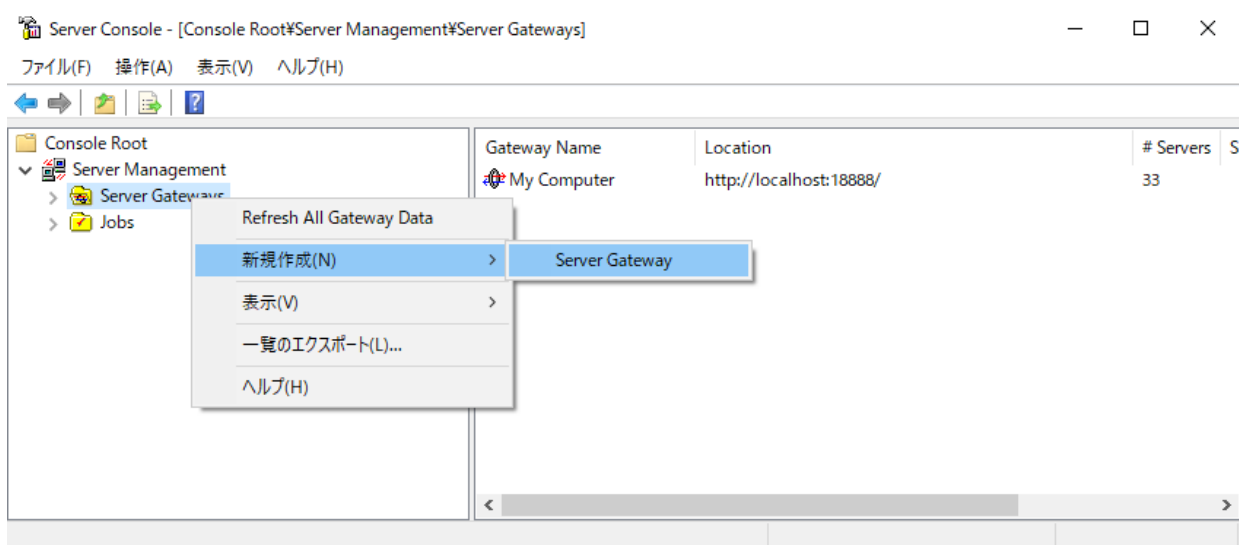 Server Console - [Console Root¥Server Management¥Server Gateways]
ファイル(F) 操作(A) 表示(V) ヘルプ(H)
Console Root
Server Management
Server Gateways
Jobs
Refresh All Gateway Data
新規作成(N)
Server Gateway
表示(V)
一覧のエクスポート(L)...
ヘルプ(H)
Gateway Name Location # Servers S
My Computer http://localhost:18888/ 33